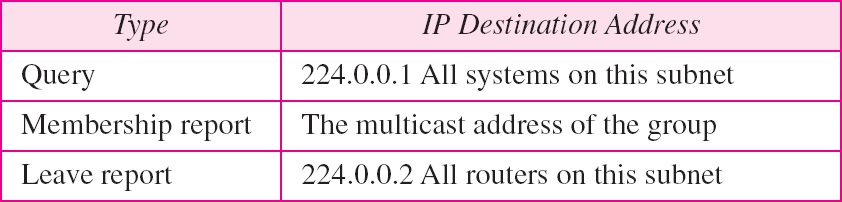 Type IP Destination Address
Query 224.0.0.1 All systems on this subnet
Membership report The multicast address of the group
Leave report 224.0.0.2 All routers on this subnet